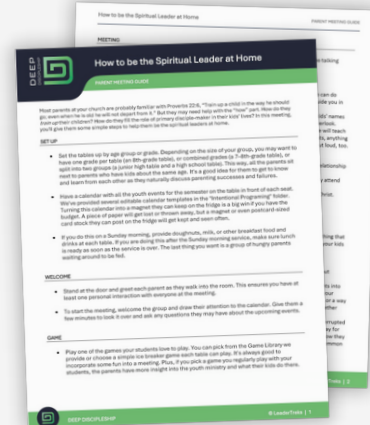 How to be the Spiritual Leader at Home
PARENT MEETING GUIDE
MEETING
DEEP
DISCIPLESHIP
How to be the Spiritual Leader at Home
PARENT MEETING GUIDE
Most parents at your church are probably familiar with Proverbs 22:6, "Train up a child in the way he should
go; even when he is old he will not depart from it." But they may need help with the "how" part. How do they
train up their children? How do they fill the role of primary disciple-maker in their kids' lives? In this meeting,
you'll give them some simple steps to help them be the spiritual leaders at home.
SET UP
• Set the tables up by age group or grade. Depending on the size of your group, you may want to
have one grade table (an 8th-grade table), or combined grades (a 7-8th-grade table), or
split into two groups (a junior high table and a high school table). This way, all the parents sit
next to parents who have kids about the same age. It's a good idea for them to get to know
and learn from each other as they naturally discuss parenting successes and failures.
• Have a calendar with all the youth events for the semester on the table in front of each seat.
We've provided several editable calendar templates in the "Intentional Programing" folder.
Turning this calendar into a magnet they can keep on the fridge is a big win if you have the
budget. A piece of paper will get lost or thrown away, but a magnet or even postcard-sized
card stock they can post on the fridge will get kept and seen often.
• If you do this on a Sunday morning, provide doughnuts, milk, or other breakfast food and
drinks at each table. If you are doing this after the Sunday morning service, make sure lunch
is ready as soon as the service is over. The last thing you want is a group of hungry parents
waiting around to be fed.
WELCOME
• Stand at the door and greet each parent as they walk into the room. This ensures you have at
least one personal interaction with everyone at the meeting.
• To start the meeting, welcome the group and draw their attention to the calendar. Give them a
few minutes to look it over and ask any questions they may have about the upcoming events.
GAME
• Play one of the games your students love to play. You can pick from the Game Library we
provide or choose a simple ice breaker game each table can play. It's always good to
incorporate some fun into a meeting. Plus, if you pick a game you regularly play with your
students, the parents have more insight into the youth ministry and what their kids do there.
DEEP DISCIPLESHIP
© LeaderTreks | 1
Treks | 2